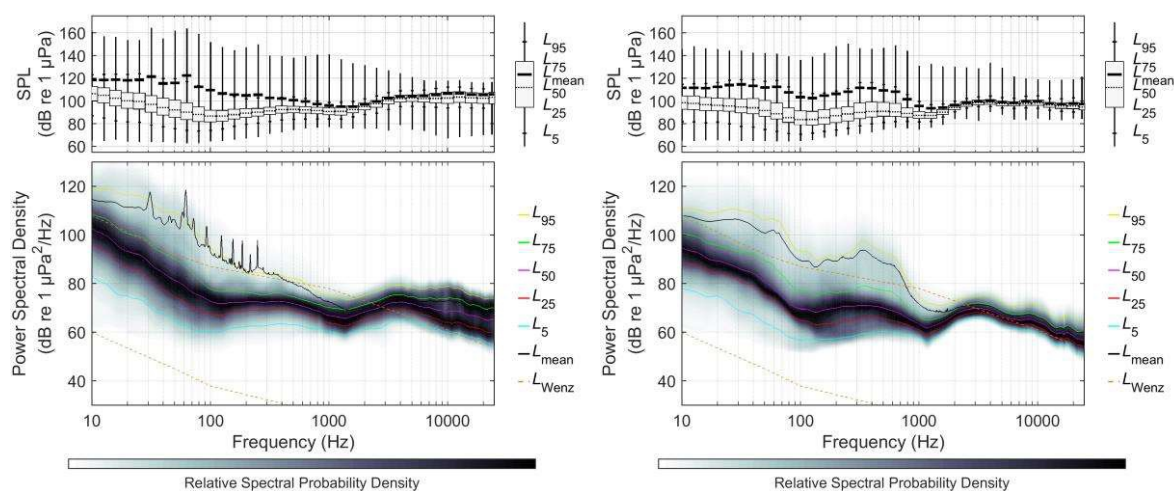 160
140
120
100
80
60
SPL
(dB re 1 µPa)
L95
L75
Lmean
L50
L25
L5
120
100
80
60
40
Power Spectral Density
(dB re 1 µPa²/Hz)
10 100 1000 10000
Frequency (Hz)
L95
L75
L50
L25
L5
Lmean
LWenz
Relative Spectral Probability Density
160
140
120
100
80
60
SPL
(dB re 1 µPa)
L95
L75
Lmean
L50
L25
L5
120
100
80
60
40
Power Spectral Density
(dB re 1 µPa²/Hz)
10 100 1000 10000
Frequency (Hz)
L95
L75
L50
L25
L5
Lmean
LWenz
Relative Spectral Probability Density